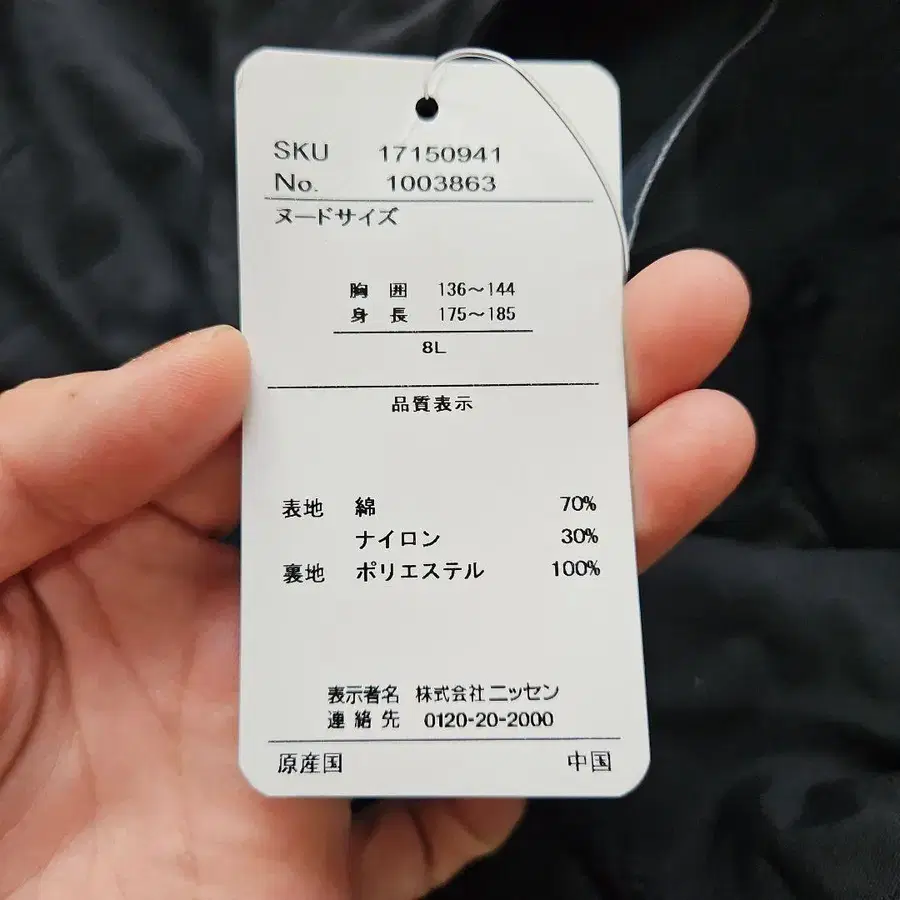 SKU 17150941
No. 1003863
ヌードサイズ
胸 囲 136〜144
身 長 175〜185
8L
品質表示
表地 綿 70%
ナイロン 30%
裏地 ポリエステル 100%
表示者名 株式会社ニッセン
連絡先 0120-20-2000
原産国 中国